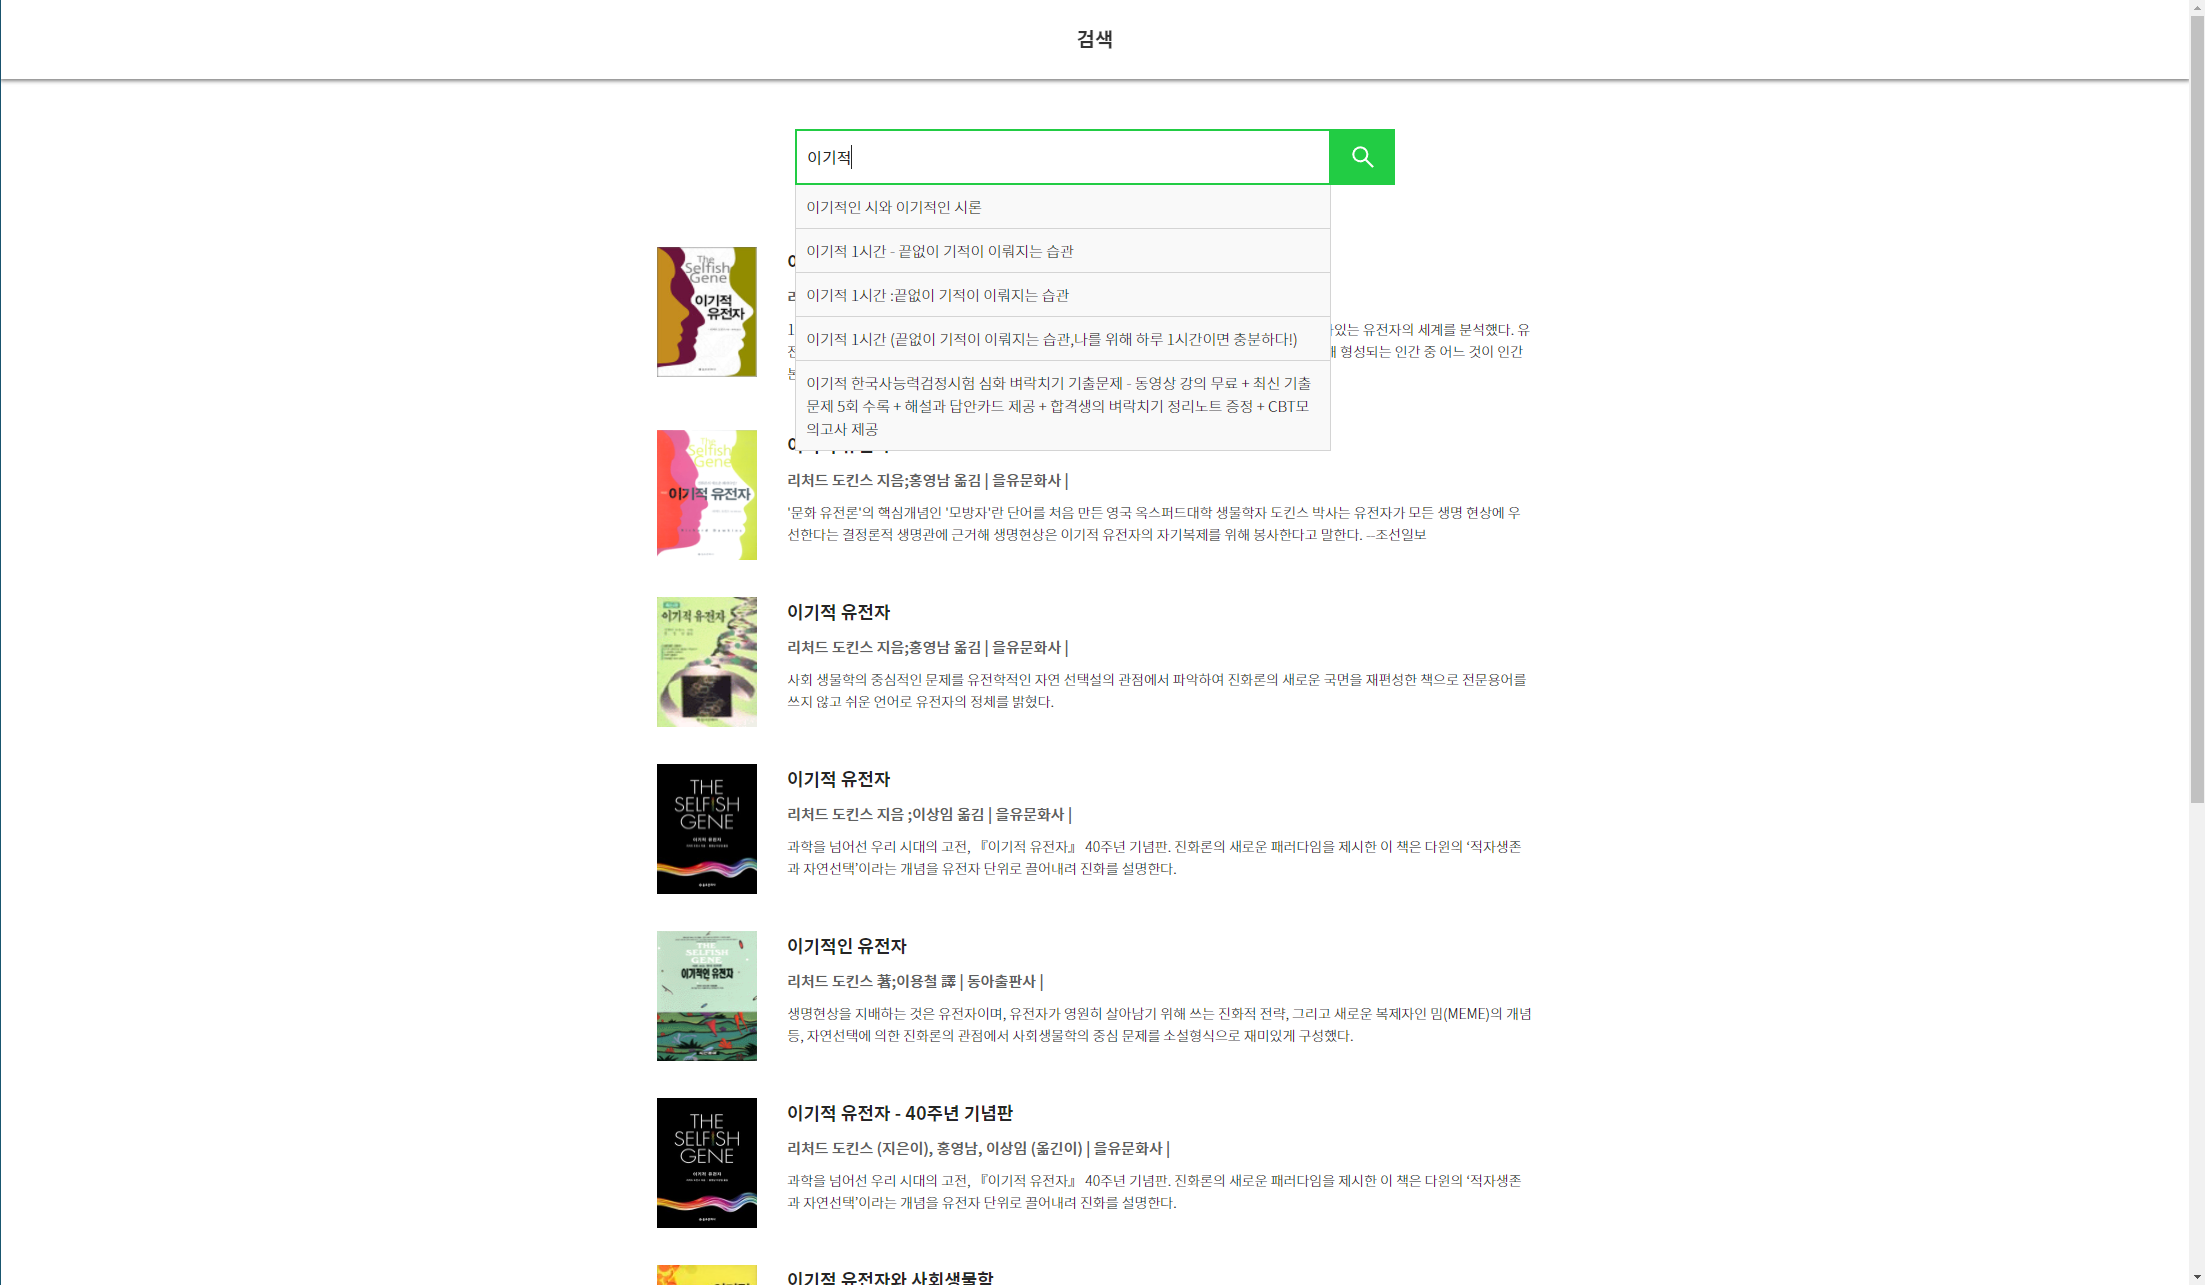 검색
이기적
이기적인 시와 이기적인 시론
이기적 1시간 - 끝없이 기적이 이뤄지는 습관
이기적 1시간 :끝없이 기적이 이뤄지는 습관
이기적 1시간 (끝없이 기적이 이뤄지는 습관,나를 위해 하루 1시간이면 충분하다!)
이기적 한국사능력검정시험 심화 벼락치기 기출문제 - 동영상 강의 무료 + 최신 기출
문제 5회 수록 + 해설과 답안카드 제공 + 합격생의 벼락치기 정리노트 증정 + CBT모
의고사 제공
The
Selfish
Gene
이기적
유전자
있는 유전자의 세계를 분석했다. 유
형성되는 인간 중 어느 것이 인간
The
Selfish
Gene
이기적 유전자
리처드 도킨스 지음;홍영남 옮김 | 을유문화사 |
'문화 유전론'의 핵심개념인 '모방자'란 단어를 처음 만든 영국 옥스퍼드대학 생물학자 도킨스 박사는 유전자가 모든 생명 현상에 우
선한다는 결정론적 생명관에 근거해 생명현상은 이기적 유전자의 자기복제를 위해 봉사한다고 말한다. --조선일보
이기적 유전자
이기적 유전자
리처드 도킨스 지음;홍영남 옮김 | 을유문화사 |
사회 생물학의 중심적인 문제를 유전학적인 자연 선택설의 관점에서 파악하여 진화론의 새로운 국면을 재편성한 책으로 전문용어를
쓰지 않고 쉬운 언어로 유전자의 정체를 밝혔다.
THE
SELFISH
GENE
이기적 유전자
이기적 유전자
리처드 도킨스 지음 ;이상임 옮김 | 을유문화사 |
과학을 넘어선 우리 시대의 고전, 『이기적 유전자』 40주년 기념판. 진화론의 새로운 패러다임을 제시한 이 책은 다윈의 ‘적자생존
과 자연선택’이라는 개념을 유전자 단위로 끌어내려 진화를 설명한다.
THE
SELFISH
GENE
이기적인 유전자
이기적인 유전자
리처드 도킨스 著;이용철 譯 | 동아출판사 |
생명현상을 지배하는 것은 유전자이며, 유전자가 영원히 살아남기 위해 쓰는 진화적 전략, 그리고 새로운 복제자인 밈(MEME)의 개념
등, 자연선택에 의한 진화론의 관점에서 사회생물학의 중심 문제를 소설형식으로 재미있게 구성했다.
THE
SELFISH
GENE
이기적 유전자
이기적 유전자 - 40주년 기념판
리처드 도킨스 (지은이), 홍영남, 이상임 (옮긴이) | 을유문화사 |
과학을 넘어선 우리 시대의 고전, 『이기적 유전자』 40주년 기념판. 진화론의 새로운 패러다임을 제시한 이 책은 다윈의 ‘적자생존
과 자연선택’이라는 개념을 유전자 단위로 끌어내려 진화를 설명한다.
이기적 유전자와 사회생물학